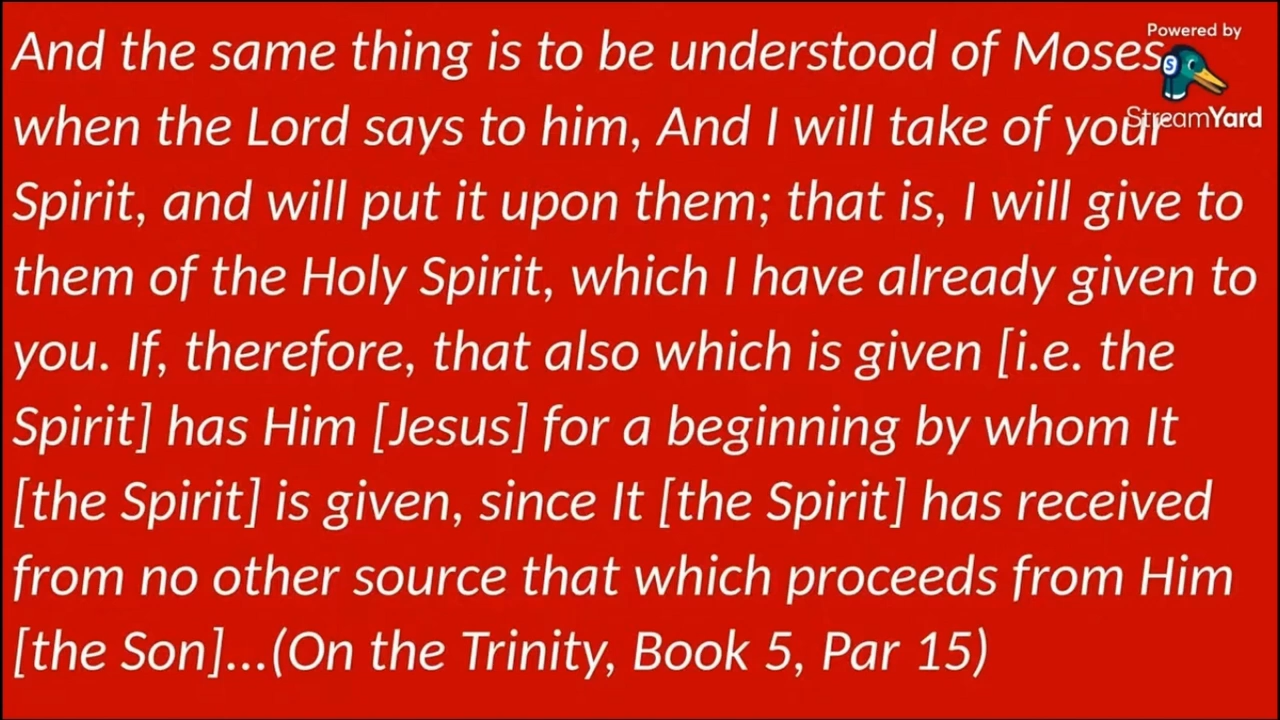 And the same thing is to be understood of Moses
when the Lord says to him, And I will take of your
Spirit, and will put it upon them; that is, I will give to
them of the Holy Spirit, which I have already given to
you. If, therefore, that also which is given [i.e. the
Spirit] has Him [Jesus] for a beginning by whom It
[the Spirit] is given, since It [the Spirit] has received
from no other source that which proceeds from Him
[the Son]...(On the Trinity, Book 5, Par 15)
Powered by
StreamYard